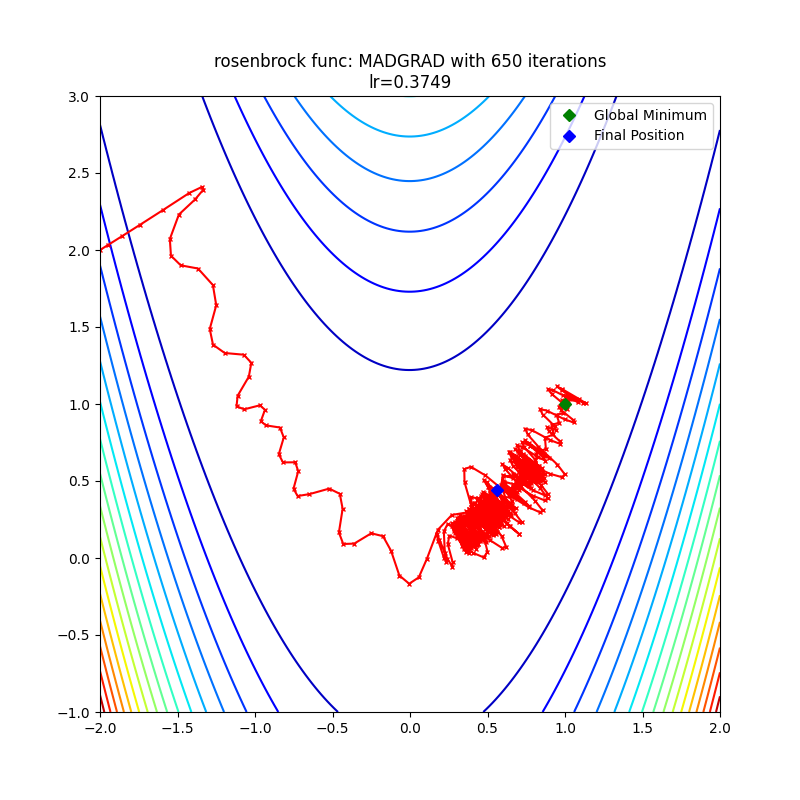 rosenbrock func: MADGRAD with 650 iterations
lr=0.3749
Global Minimum
Final Position
3.0
2.5
2.0
1.5
1.0
0.5
0.0
−0.5
−1.0
−2.0 −1.5 −1.0 −0.5 0.0 0.5 1.0 1.5 2.0